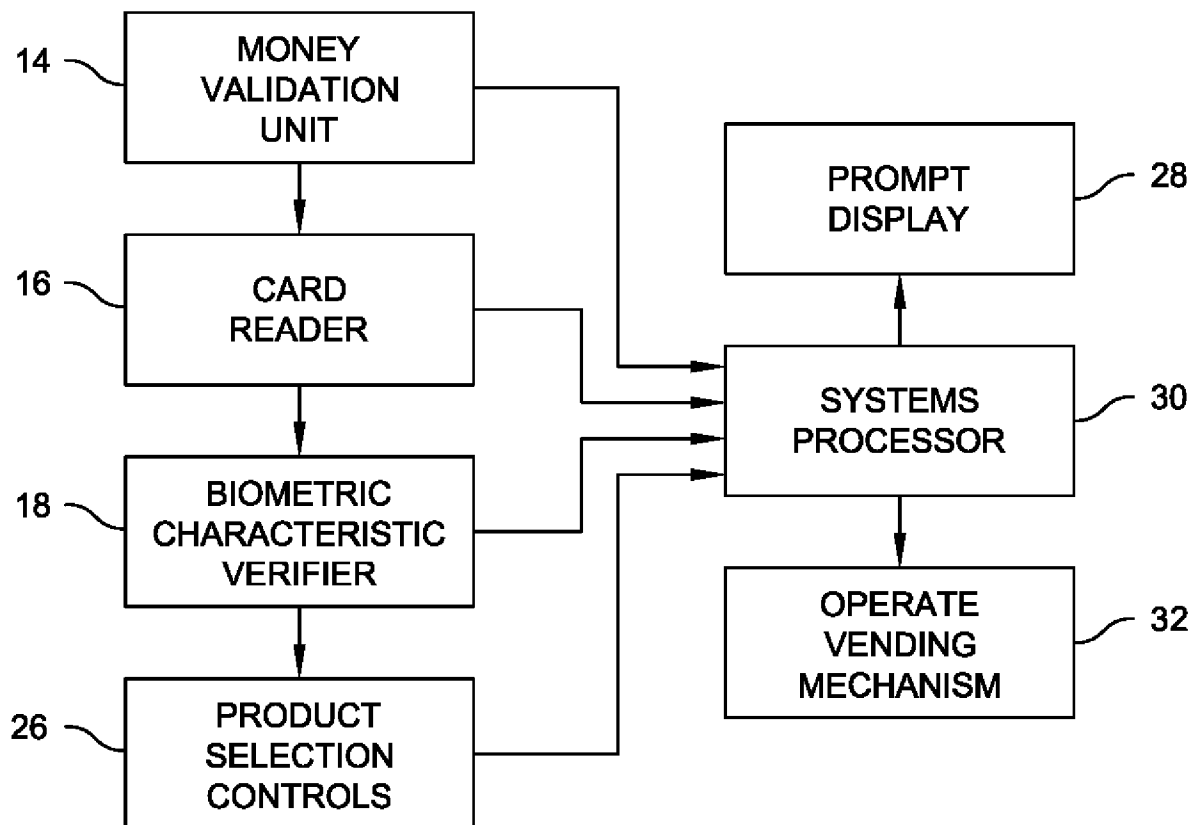 14
MONEY
VALIDATION
UNIT
16
CARD
READER
18
BIOMETRIC
CHARACTERISTIC
VERIFIER
26
PRODUCT
SELECTION
CONTROLS
PROMPT
DISPLAY
28
SYSTEMS
PROCESSOR
30
OPERATE
VENDING
MECHANISM
32